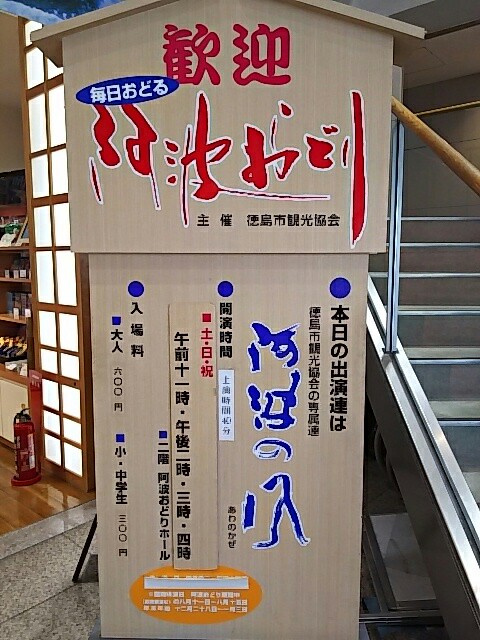 歓迎
毎日おどる
阿波おどり
主催 徳島市観光協会
●本日の出演連は
徳島市観光協会の専属連
阿波の風
あわのかぜ
●開演時間
上演時間40分
■土・日・祝
午前十一時・午後二時・三時・四時
■二階 阿波おどりホール
●入場料
■大人 六〇〇円
■小・中学生 三〇〇円